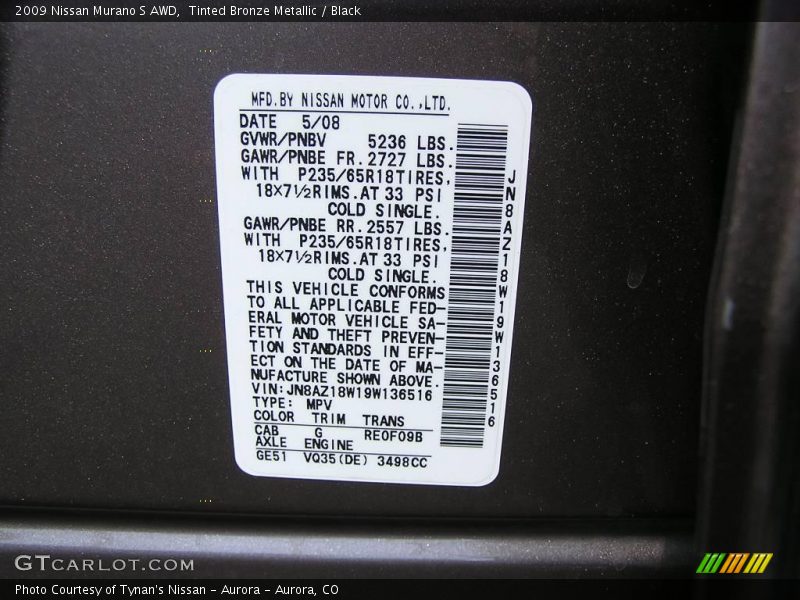 2009 Nissan Murano S AWD,  Tinted Bronze Metallic / Black
MFD.BY NISSAN MOTOR CO.,LTD.
DATE 5/08
GVWR/PNBV 5236 LBS.
GAWR/PNBE FR.2727 LBS.
WITH P235/65R18TIRES,
18X7½RIMS.AT 33 PSI
COLD SINGLE.
GAWR/PNBE RR.2557 LBS.
WITH P235/65R18TIRES,
18X7½RIMS.AT 33 PSI
COLD SINGLE.
THIS VEHICLE CONFORMS
TO ALL APPLICABLE FED-
ERAL MOTOR VEHICLE SA-
FETY AND THEFT PREVEN-
TION STANDARDS IN EFF-
ECT ON THE DATE OF MA-
NUFACTURE SHOWN ABOVE.
VIN:JN8AZ18W19W136516
TYPE: MPV
COLOR TRIM TRANS
CAB G RE0F09B
AXLE ENGINE
GE51 VQ35(DE) 3498CC
JN8AZ18W19W136516
GTCARLOT.COM
Photo Courtesy of Tynan's Nissan - Aurora - Aurora, CO